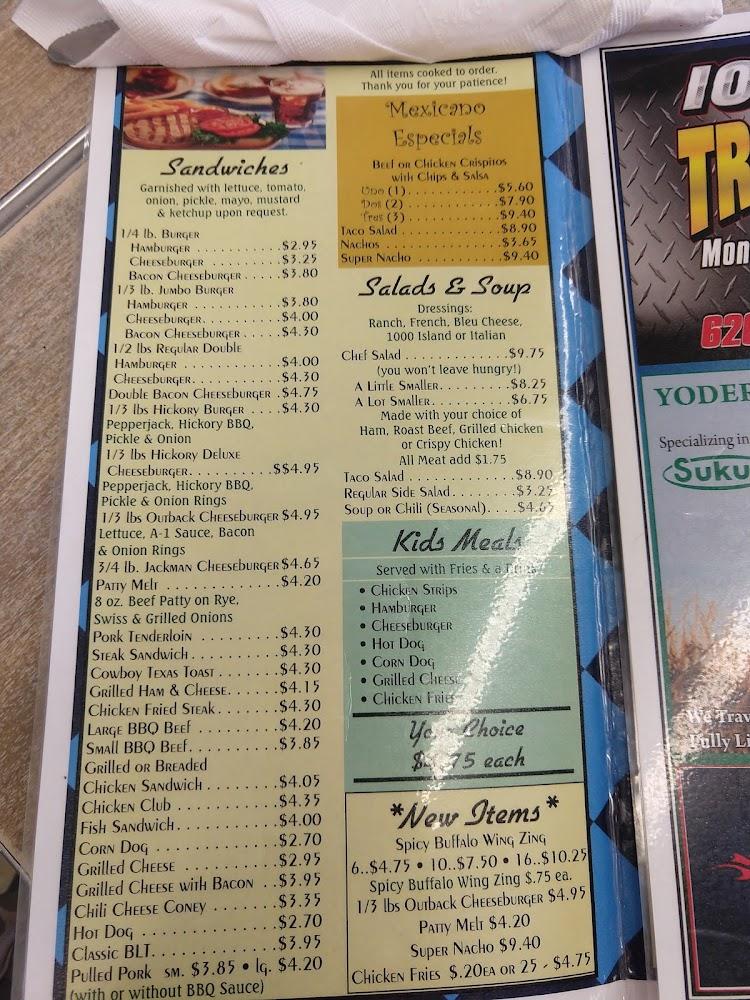 Sandwiches
Garnished with lettuce, tomato,
onion, pickle, mayo, mustard
& ketchup upon request.
1/4 lb. Burger
Hamburger . . . . . . . . . .$2.95
Cheeseburger . . . . . . . .$3.25
Bacon Cheeseburger . . . . .$3.80
1/3 lb. Jumbo Burger
Hamburger . . . . . . . . . .$3.80
Cheeseburger. . . . . . . . .$4.00
Bacon Cheeseburger . . . . .$4.30
1/2 lbs Regular Double
Hamburger . . . . . . . . . . .$4.00
Cheeseburger. . . . . . . . . .$4.30
Double Bacon Cheeseburger .$4.75
1/3 lbs Hickory Burger . . . .$4.30
Pepperjack, Hickory BBQ,
Pickle & Onion
1/3 lbs Hickory Deluxe
Cheeseburger. . . . . . . . . .$$4.95
Pepperjack, Hickory BBQ,
Pickle & Onion Rings
1/3 lbs Outback Cheeseburger $4.95
Lettuce, A-1 Sauce, Bacon
& Onion Rings
3/4 lb. Jackman Cheeseburger $4.65
Patty Melt . . . . . . . . . . . . .$4.20
8 oz. Beef Patty on Rye,
Swiss & Grilled Onions
Pork Tenderloin . . . . . . . . .$4.30
Steak Sandwich. . . . . . . . . .$4.30
Cowboy Texas Toast . . . . . . .$4.30
Grilled Ham & Cheese. . . . . . .$4.15
Chicken Fried Steak. . . . . . . .$4.30
Large BBQ Beef . . . . . . . . . .$4.20
Small BBQ Beef. . . . . . . . . . .$3.85
Grilled or Breaded
Chicken Sandwich . . . . . . . . .$4.05
Chicken Club . . . . . . . . . . . .$4.35
Fish Sandwich. . . . . . . . . . . .$4.00
Corn Dog . . . . . . . . . . . . . .$2.70
Grilled Cheese . . . . . . . . . . .$2.95
Grilled Cheese with Bacon . .$3.95
Chili Cheese Coney . . . . . . . .$3.35
Hot Dog . . . . . . . . . . . . . . .$2.70
Classic BLT. . . . . . . . . . . . . .$3.95
Pulled Pork sm. $3.85 • lg. $4.20
(with or without BBQ Sauce)
All items cooked to order.
Thank you for your patience!
Mexicano
Especials
Beef or Chicken Crispitos
with Chips & Salsa
Uno (1). . . . . . . . . . . .$5.60
Dos (2) . . . . . . . . . . . .$7.90
Tres (3) . . . . . . . . . . . .$9.40
Taco Salad . . . . . . . . . . . .$8.90
Nachos . . . . . . . . . . . . . . .$3.65
Super Nacho . . . . . . . . . . .$9.40
Salads & Soup
Dressings:
Ranch, French, Bleu Cheese,
1000 Island or Italian
Chef Salad . . . . . . . . . . . .$9.75
(you won't leave hungry!)
A Little Smaller. . . . . . . . .$8.25
A Lot Smaller. . . . . . . . . .$6.75
Made with your choice of
Ham, Roast Beef, Grilled Chicken
or Crispy Chicken!
All Meat add $1.75
Taco Salad . . . . . . . . . . . . .$8.90
Regular Side Salad. . . . . . . .$3.25
Soup or Chili (Seasonal). . . .$4.65
Kids Meals
Served with Fries & a Drink
• Chicken Strips
• Hamburger
• Cheeseburger
• Hot Dog
• Corn Dog
• Grilled Cheese
• Chicken Fries
Your Choice
75 each
*New Items*
Spicy Buffalo Wing Zing
6..$4.75 • 10..$7.50 • 16..$10.25
Spicy Buffalo Wing Zing $.75 ea.
1/3 lbs Outback Cheeseburger $4.95
Patty Melt $4.20
Super Nacho $9.40
Chicken Fries $.20ea or 25 - $4.75
TR
Mon
620
YODER
Specializing in
Suku
We Trav
Fully Li